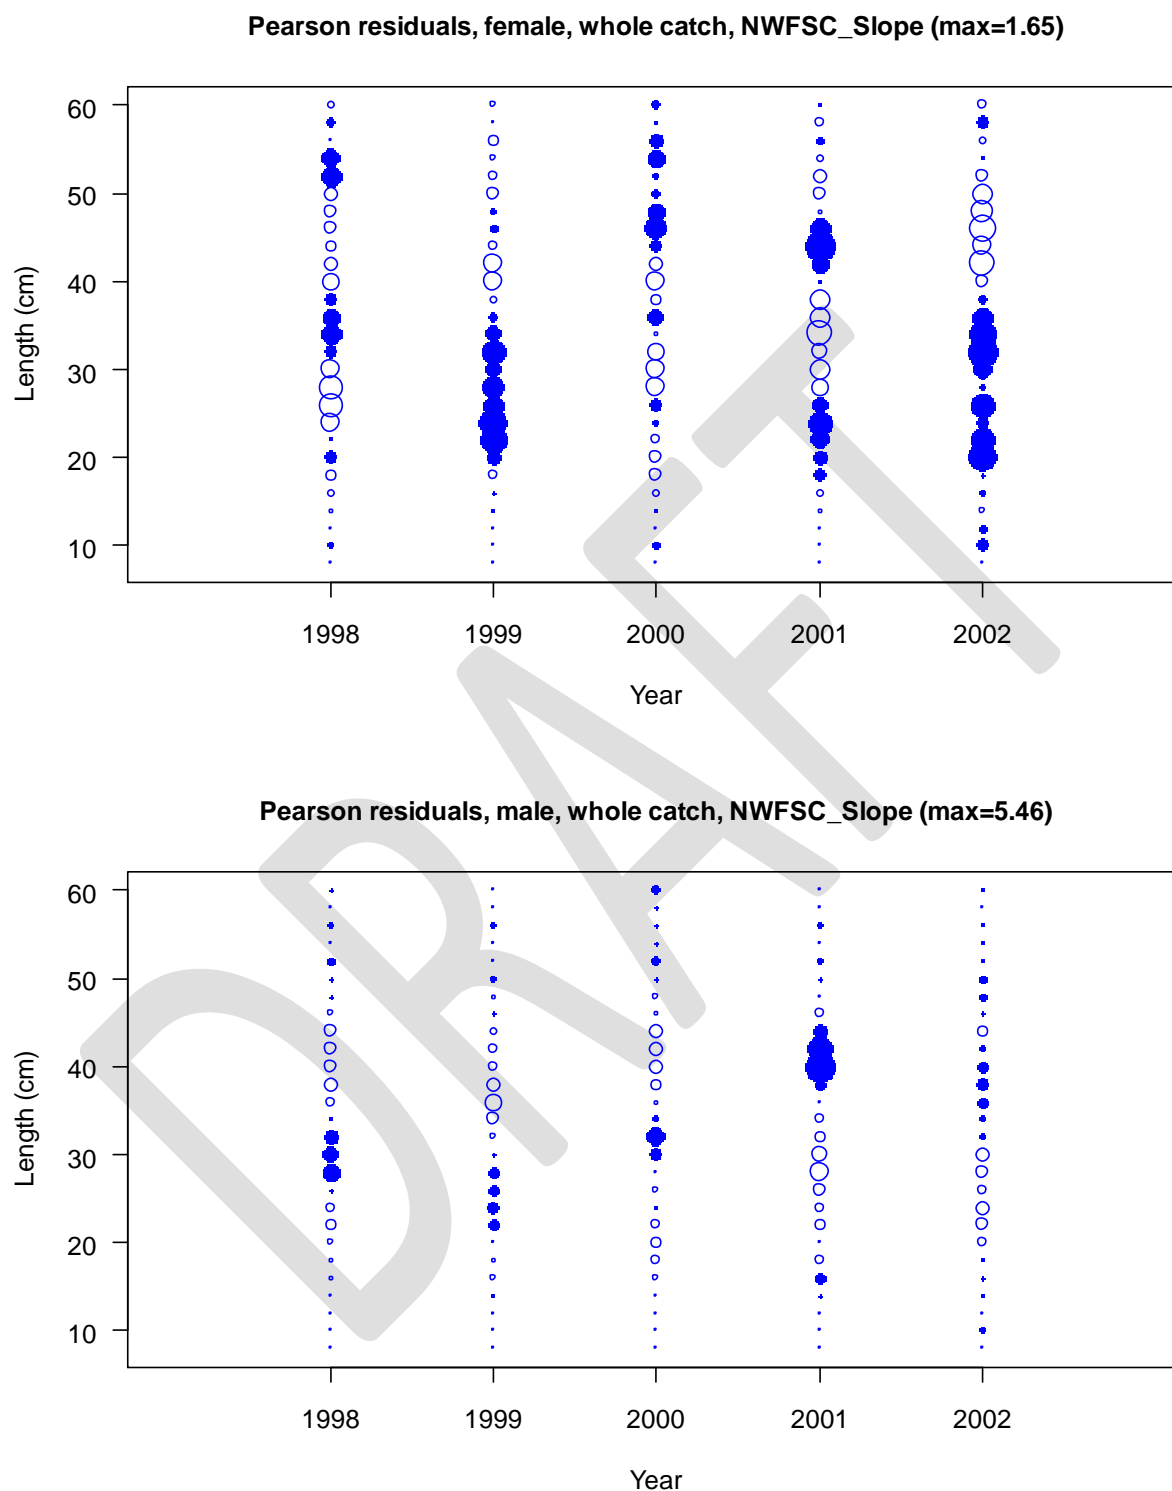 Pearson residuals, female, whole catch, NWFSC_Slope (max=1.65)
60
50
40
30
20
10
Length (cm)
1998 1999 2000 2001 2002
Year
DRAFT
Pearson residuals, male, whole catch, NWFSC_Slope (max=5.46)
60
50
40
30
20
10
Length (cm)
1998 1999 2000 2001 2002
Year